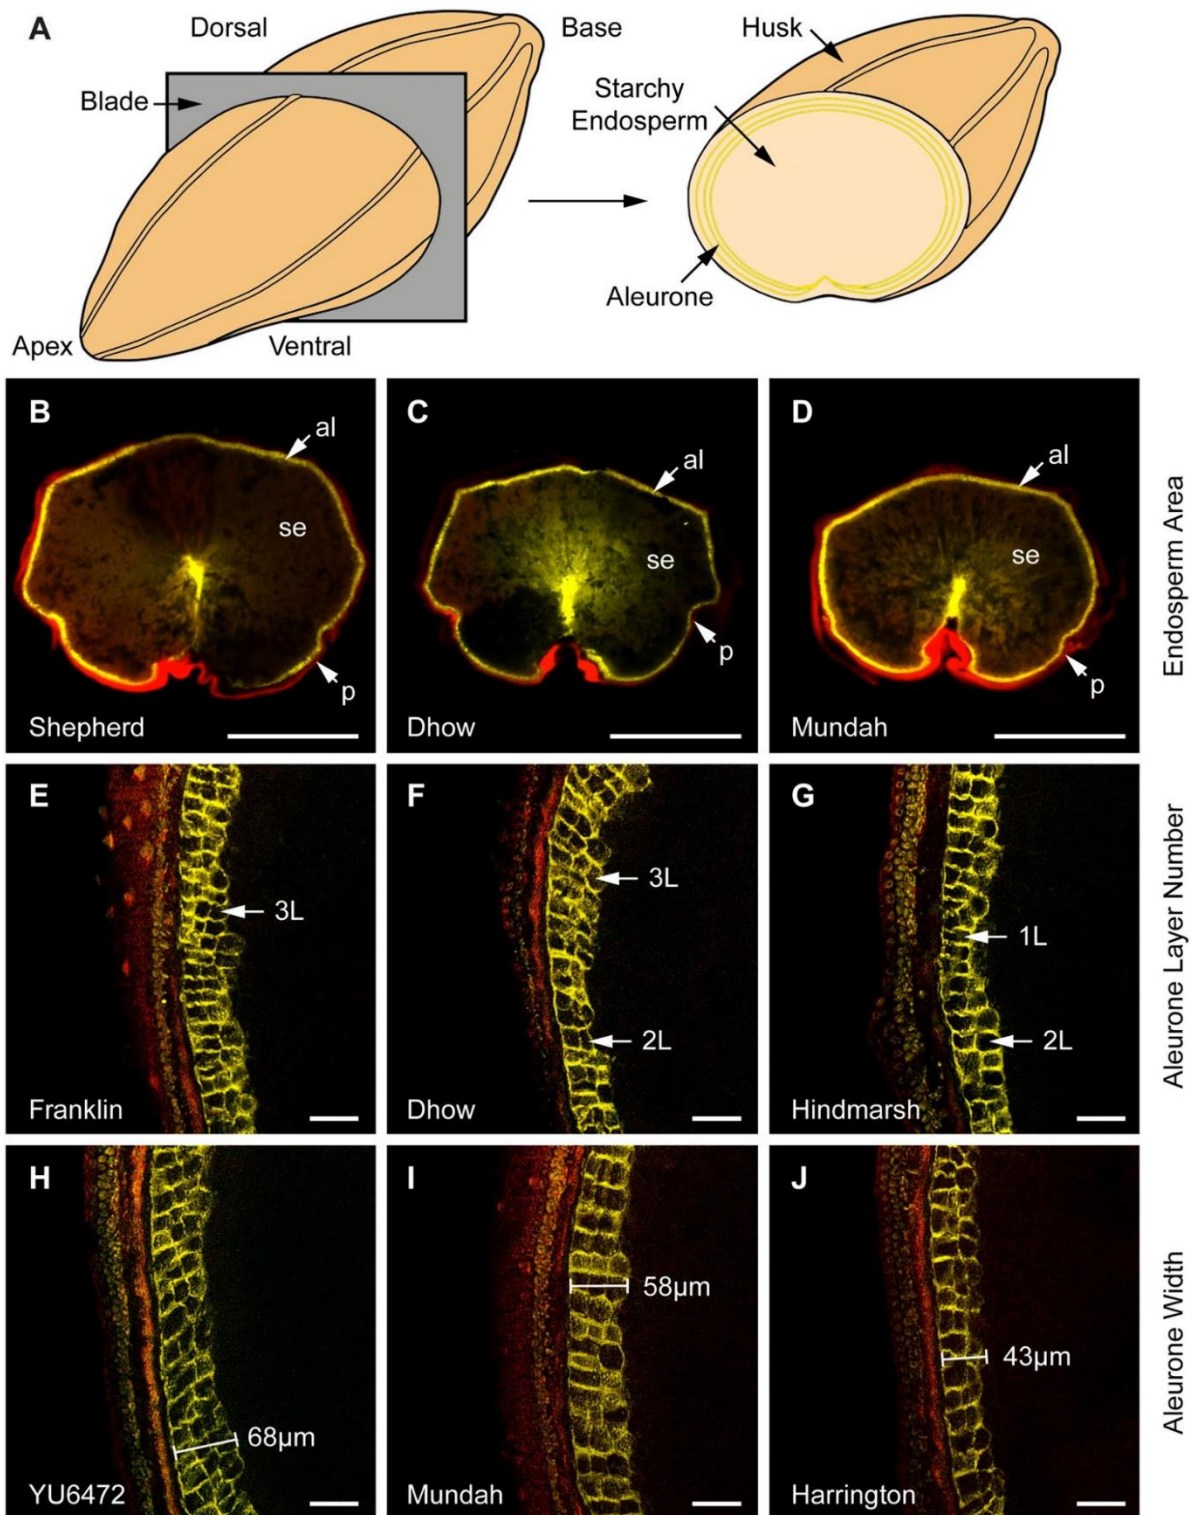 A
Dorsal
Base
Husk
Blade
Starchy
Endosperm
Aleurone
Apex
Ventral
B
al
se
p
Shepherd
C
al
se
p
Dhow
D
al
se
p
Mundah
Endosperm Area
E
3L
Franklin
F
3L
2L
Dhow
G
1L
2L
Hindmarsh
Aleurone Layer Number
H
68µm
YU6472
I
58µm
Mundah
J
43µm
Harrington
Aleurone Width